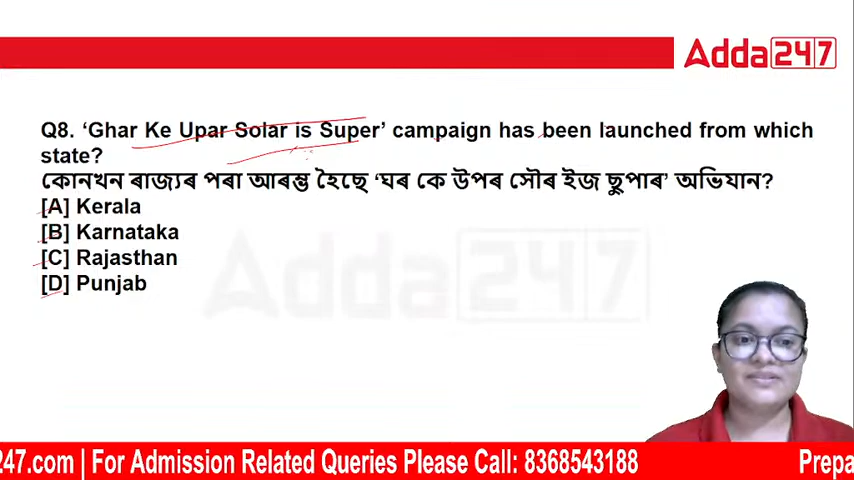 Adda247
Q8. ‘Ghar Ke Upar Solar is Super’ campaign has been launched from which
state?
কোনখন ৰাজ্যৰ পৰা আৰম্ভ হৈছে ‘ঘৰ কে উপৰ সৌৰ ইজ ছুপাৰ’ অভিযান?
[A] Kerala
[B] Karnataka
[C] Rajasthan
[D] Punjab
Adda247
247.com | For Admission Related Queries Please Call: 8368543188
Prepa